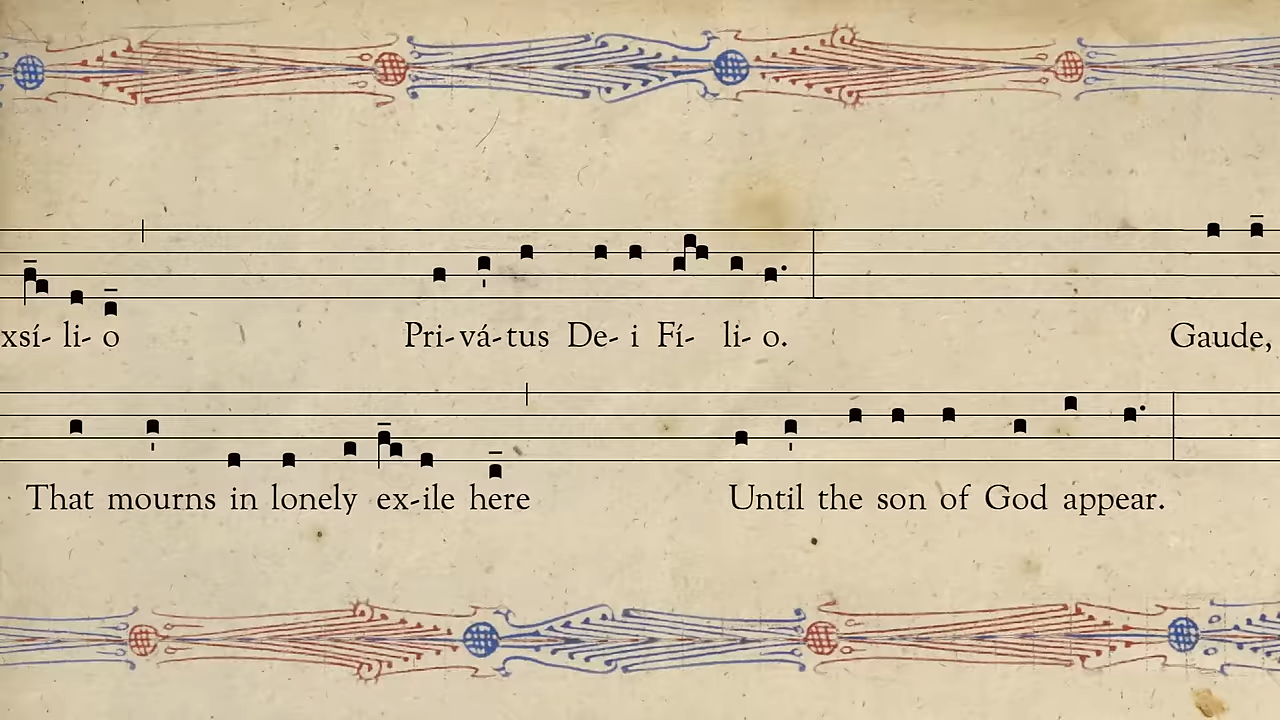 xsí- li- o Pri-vá-tus De- i Fí- li- o. Gaude,
That mourns in lonely ex-ile here Until the son of God appear.